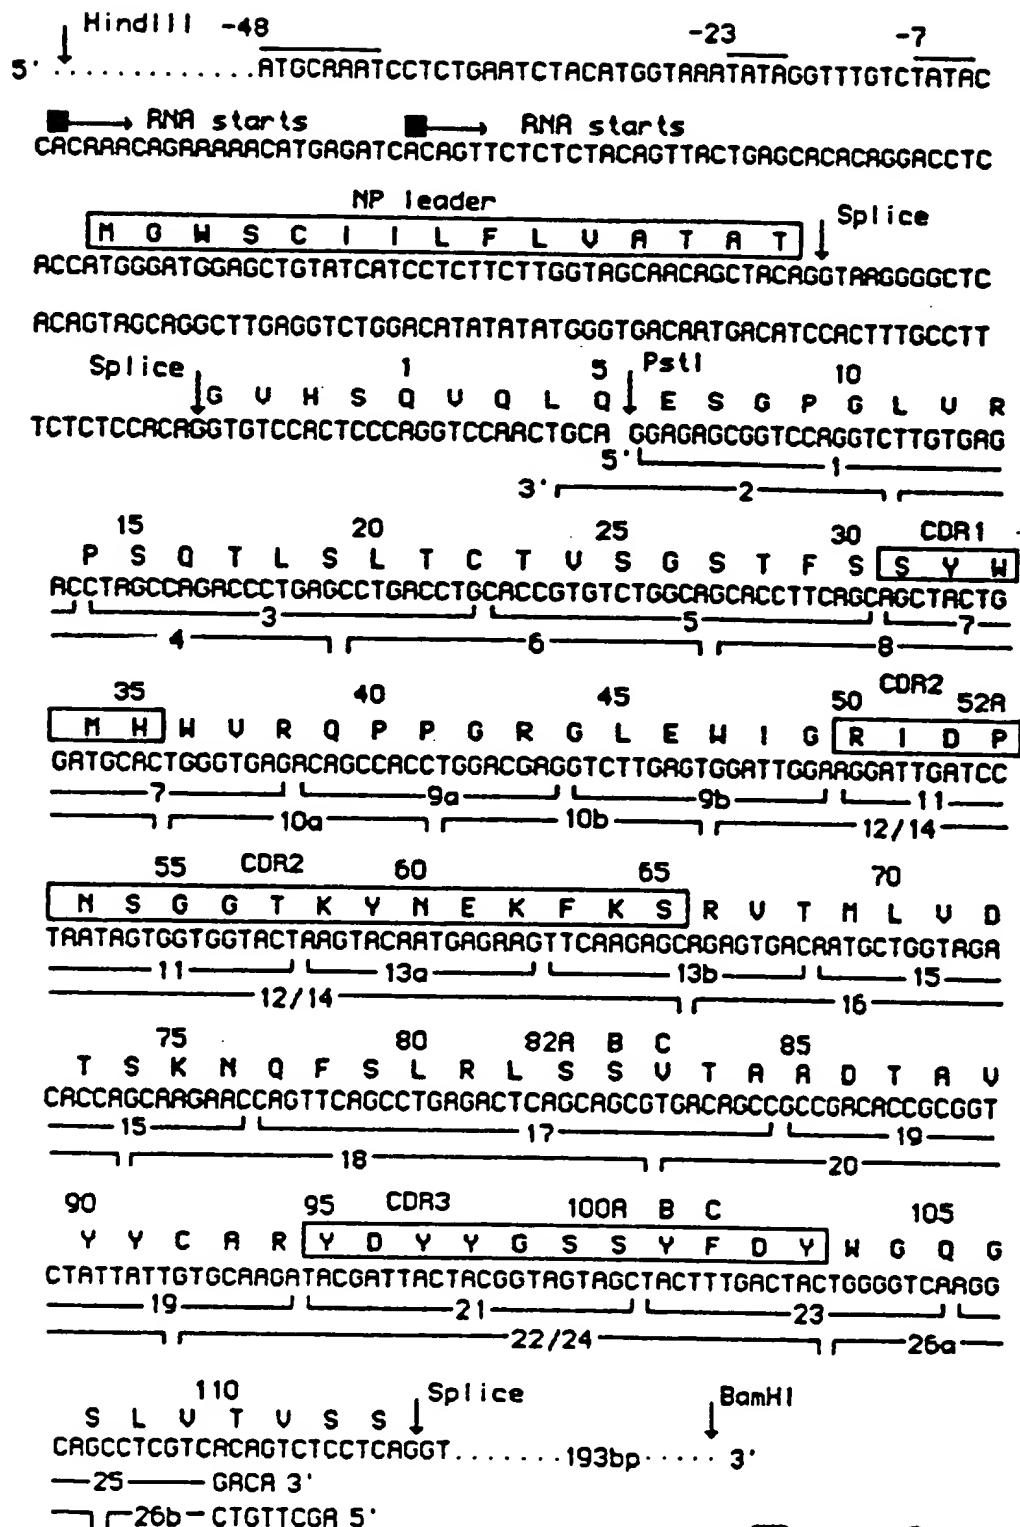 HindIII -48 -23 -7
5' ............ATGCAAATCCTCTGAATCTACATGGTAAATATAGGTTTGTCTATAC
RNA starts RNA starts
CACAAACAGAAAAACATGAGATCACAGTTCTCTCTACAGTTACTGAGCACACAGGACCTC
NP leader
M G W S C I I L F L V A T A T Splice
ACCATGGGATGGAGCTGTATCATCCTCTTCTTGGTAGCAACAGCTACAGGTAAGGGGCTC
ACAGTAGCAGGCTTGAGGTCTGGACATATATATGGGTGACAATGACATCCACTTTGCCTT
Splice 1 5 PstI 10
G V H S Q V Q L Q E S G P G L V R
TCTCTCCACAGGTGTCCACTCCCAGGTCCAACTGCA GGAGAGCGGTCCAGGTCTTGTGAG
5' 1
3' 2
15 20 25 30 CDR1
P S Q T L S L T C T V S G S T F S S Y W
ACCTAGCCAGACCCTGAGCCTGACCTGCACCGTGTCTGGCAGCACCTTCAGCAGCTACTG
3 5 7
4 6 8
35 40 45 50 CDR2 52A
M H W V R Q P P G R G L E W I G R I D P
GATGCACTGGGTGAGACAGCCACCTGGACGAGGTCTTGAGTGGATTGGAAGGATTGATCC
7 9a 9b 11
10a 10b 12/14
55 CDR2 60 65 70
N S G G T K Y N E K F K S R V T M L V D
TAATAGTGGTGGTACTAAGTACAATGAGAAGTTCAAGAGCAGAGTGACAATGCTGGTAGA
11 13a 13b 15
12/14 16
75 80 82A B C 85
T S K N Q F S L R L S S V T A A D T A V
CACCAGCAAGAACCAGTTCAGCCTGAGACTCAGCAGCGTGACAGCCGCCGACACCGCGGT
15 17 19
18 20
90 95 CDR3 100A B C 105
Y Y C A R Y D Y Y G S S Y F D Y W G Q G
CTATTATTGTGCAAGATACGATTACTACGGTAGTAGCTACTTTGACTACTGGGGTCAAGG
19 21 23
22/24 26a
110 Splice BamHI
S L V T V S S
CAGCCTCGTCACAGTCTCCTCAGGT.......193bp..... 3'
25 GACA 3'
26b CTGTTCGA 5'